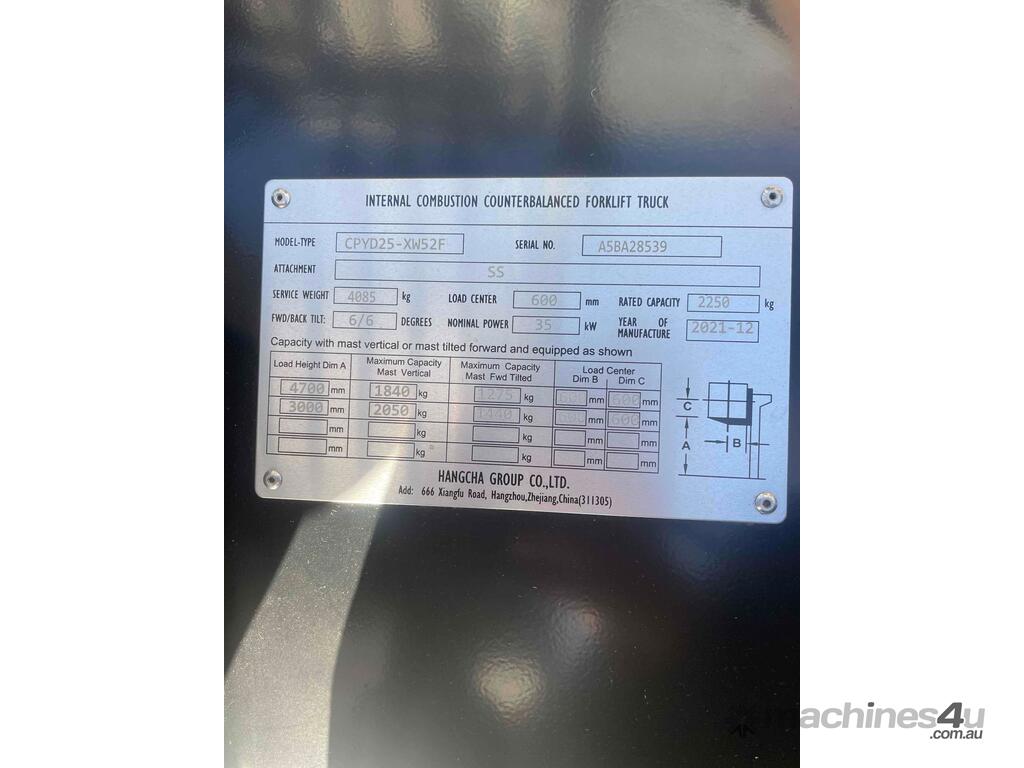 INTERNAL COMBUSTION COUNTERBALANCED FORKLIFT TRUCK
MODEL-TYPE CPYD25-XW52F SERIAL NO. A5BA28539
ATTACHMENT SS
SERVICE WEIGHT 4085 kg LOAD CENTER 600 mm RATED CAPACITY 2250 kg
FWD/BACK TILT: 6/6 DEGREES NOMINAL POWER 35 kW YEAR OF MANUFACTURE 2021-12
Capacity with mast vertical or mast tilted forward and equipped as shown
Load Height Dim A Maximum Capacity Mast Vertical Maximum Capacity Mast Fwd Tilted Load Center Dim B Dim C
4700 mm 1840 kg 1275 kg 600 mm 600 mm
3000 mm 2050 kg 1440 kg 600 mm 600 mm
mm kg kg mm mm
mm kg kg mm mm
C
A
B
HANGCHA GROUP CO.,LTD.
Add: 666 Xiangfu Road, Hangzhou,Zhejiang,China(311305)
machines4u
.com.au